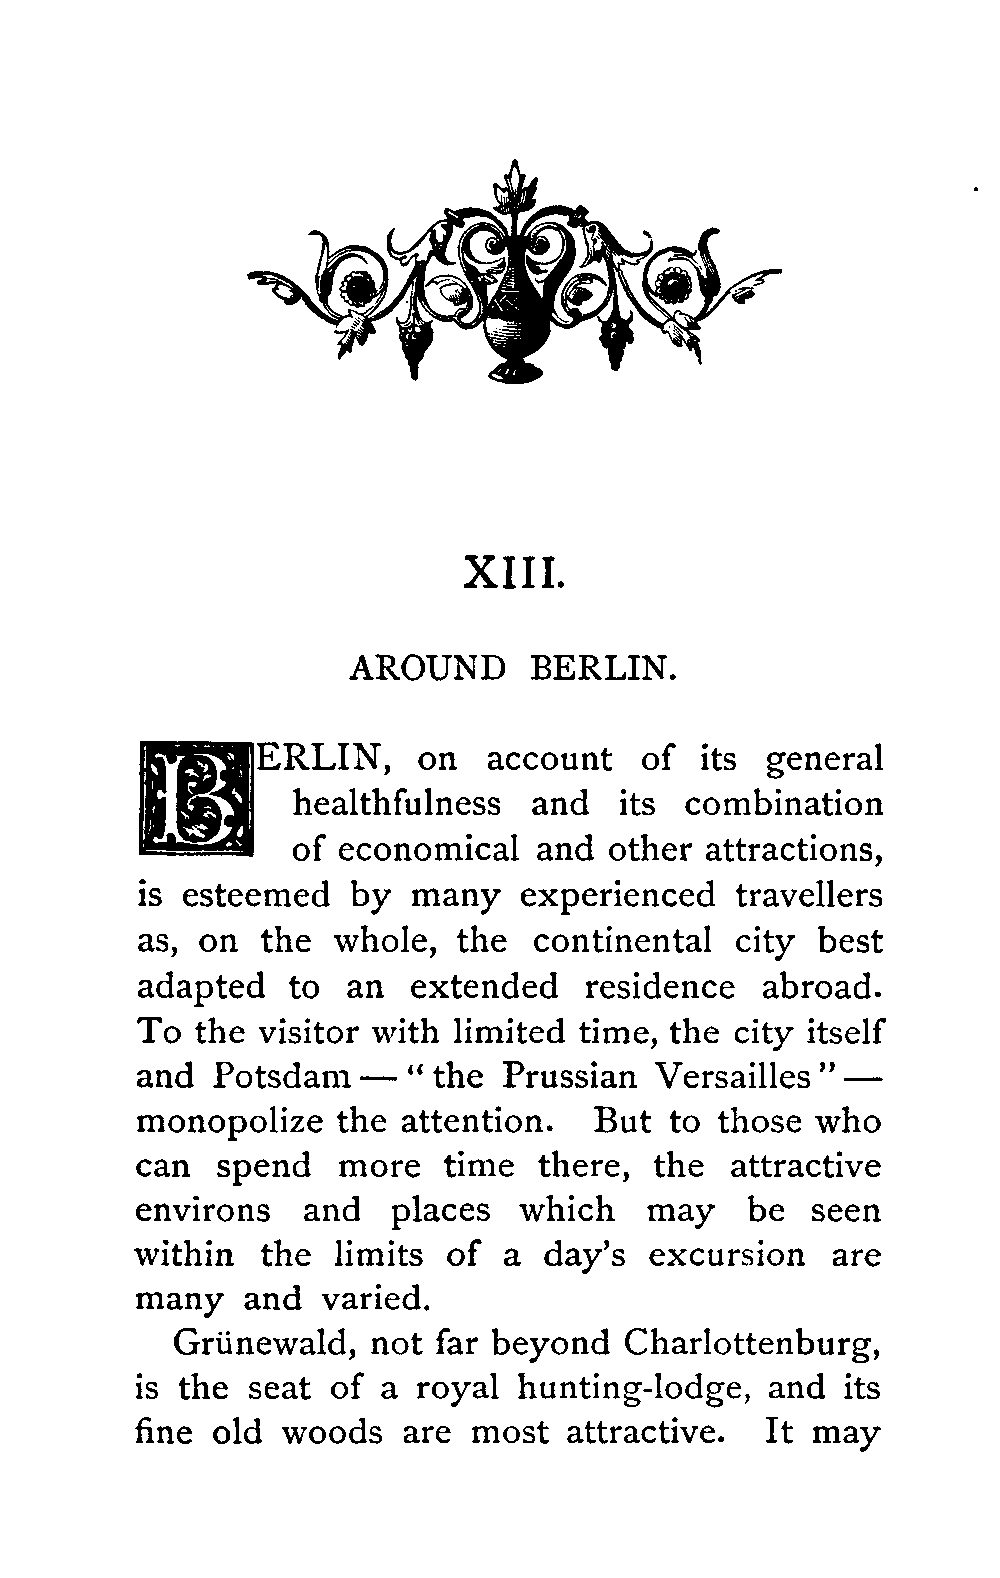 XIII.
AROUND BERLIN.
BERLIN, on account of its general
healthfulness and its combination
of economical and other attractions,
is esteemed by many experienced travellers
as, on the whole, the continental city best
adapted to an extended residence abroad.
To the visitor with limited time, the city itself
and Potsdam — “ the Prussian Versailles ” —
monopolize the attention. But to those who
can spend more time there, the attractive
environs and places which may be seen
within the limits of a day’s excursion are
many and varied.
Grünewald, not far beyond Charlottenburg,
is the seat of a royal hunting-lodge, and its
fine old woods are most attractive. It may